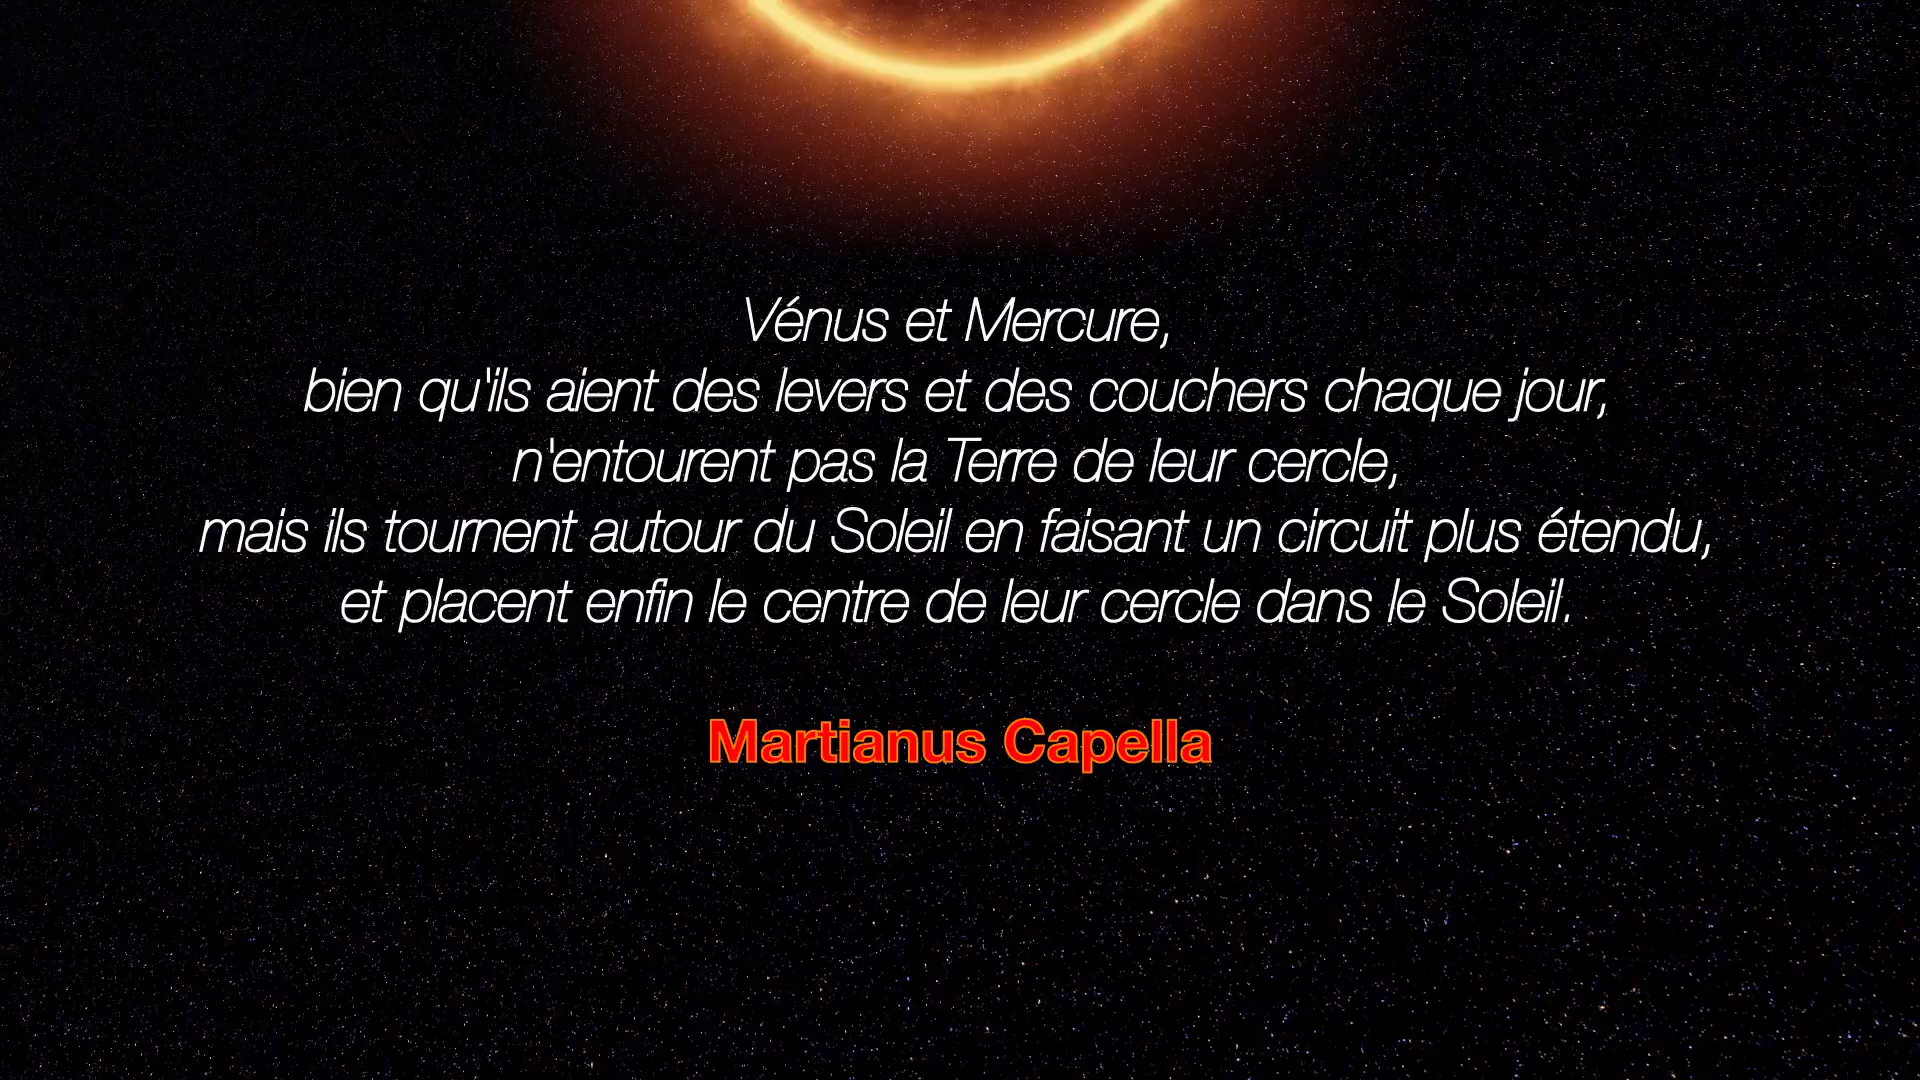 Vénus et Mercure,
bien qu'ils aient des levers et des couchers chaque jour,
n'entourent pas la Terre de leur cercle,
mais ils tournent autour du Soleil en faisant un circuit plus étendu,
et placent enfin le centre de leur cercle dans le Soleil.
Martianus Capella